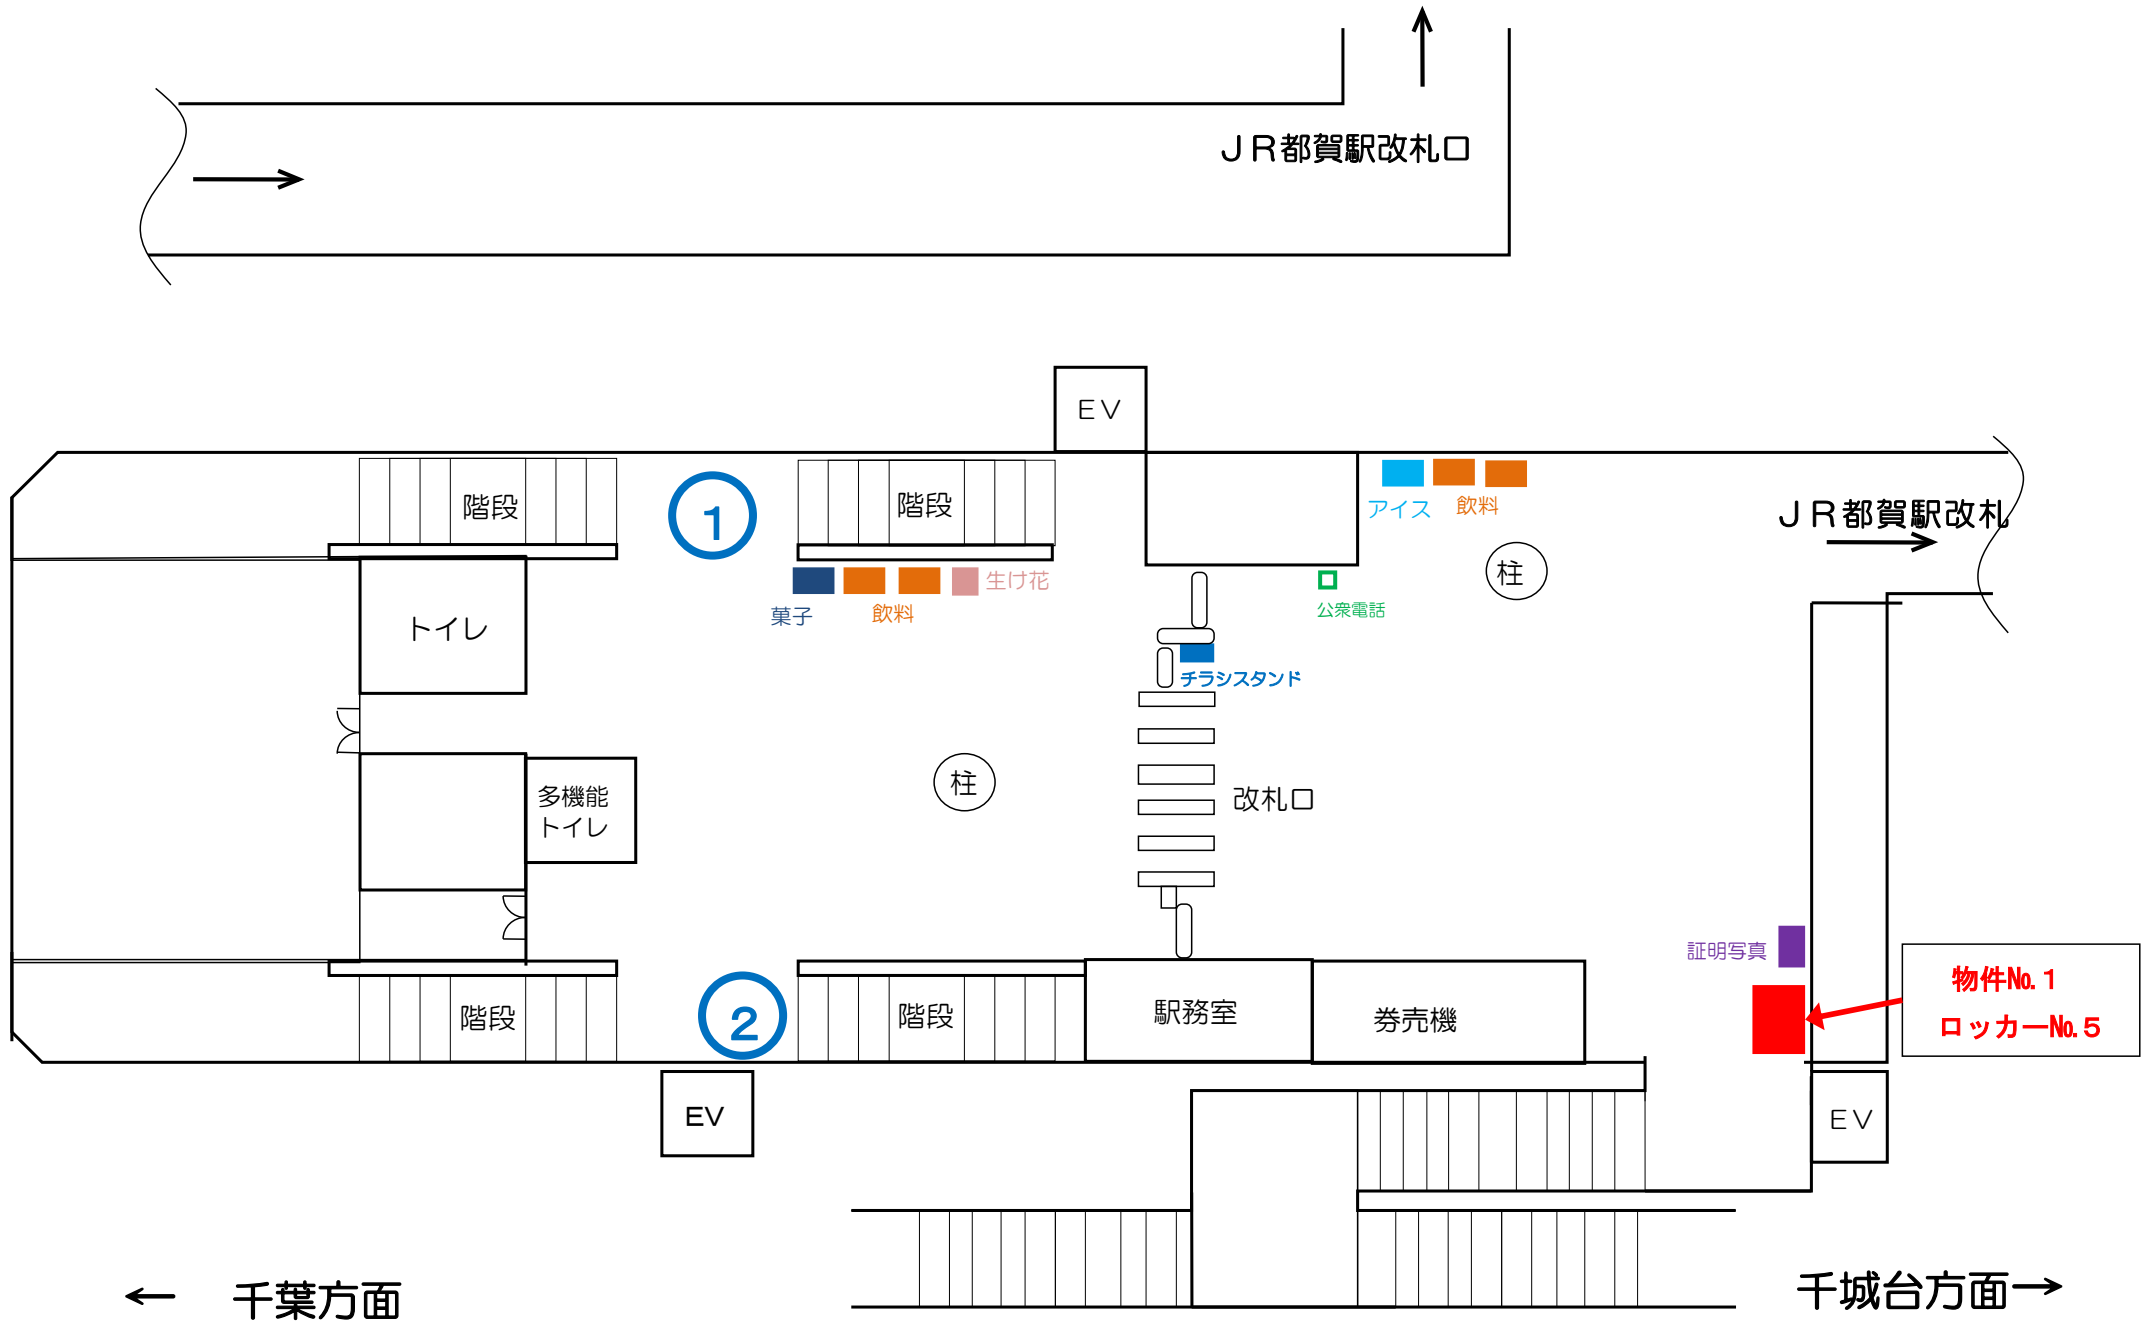 ＪＲ都賀駅改札口
ＥＶ
階段
1
階段
アイス
飲料
ＪＲ都賀駅改札
柱
菓子
飲料
生け花
公衆電話
トイレ
チラシスタンド
多機能
トイレ
柱
改札口
証明写真
物件№.1
ロッカー№.5
階段
2
階段
駅務室
券売機
EV
ＥＶ
← 千葉方面
千城台方面→